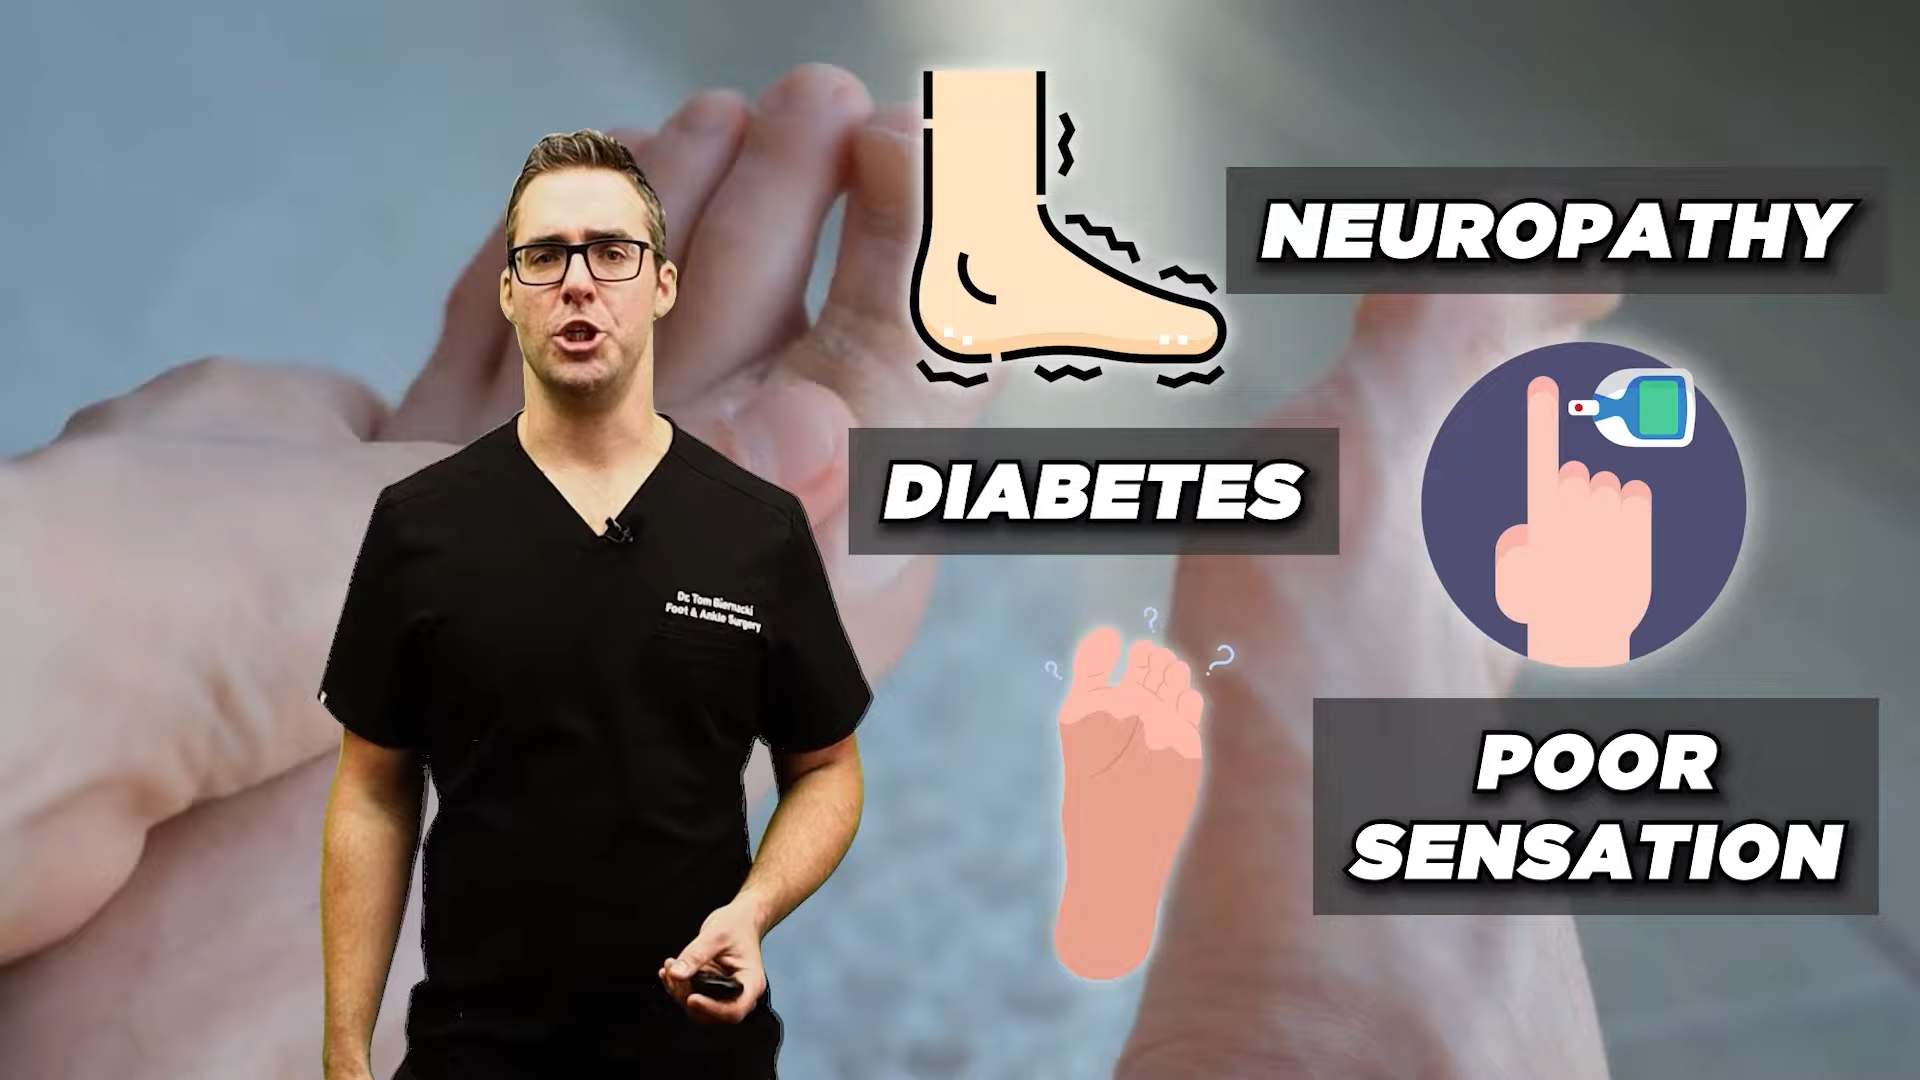 NEUROPATHY
DIABETES
Dr. Tom Biernacki
Foot & Ankle Surgery
POOR
SENSATION